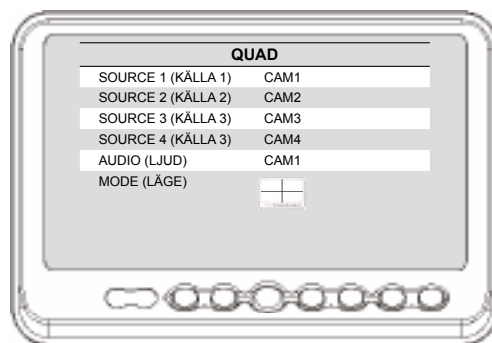 QUAD
SOURCE 1 (KÄLLA 1) CAM1
SOURCE 2 (KÄLLA 2) CAM2
SOURCE 3 (KÄLLA 3) CAM3
SOURCE 4 (KÄLLA 3) CAM4
AUDIO (LJUD) CAM1
MODE (LÄGE)